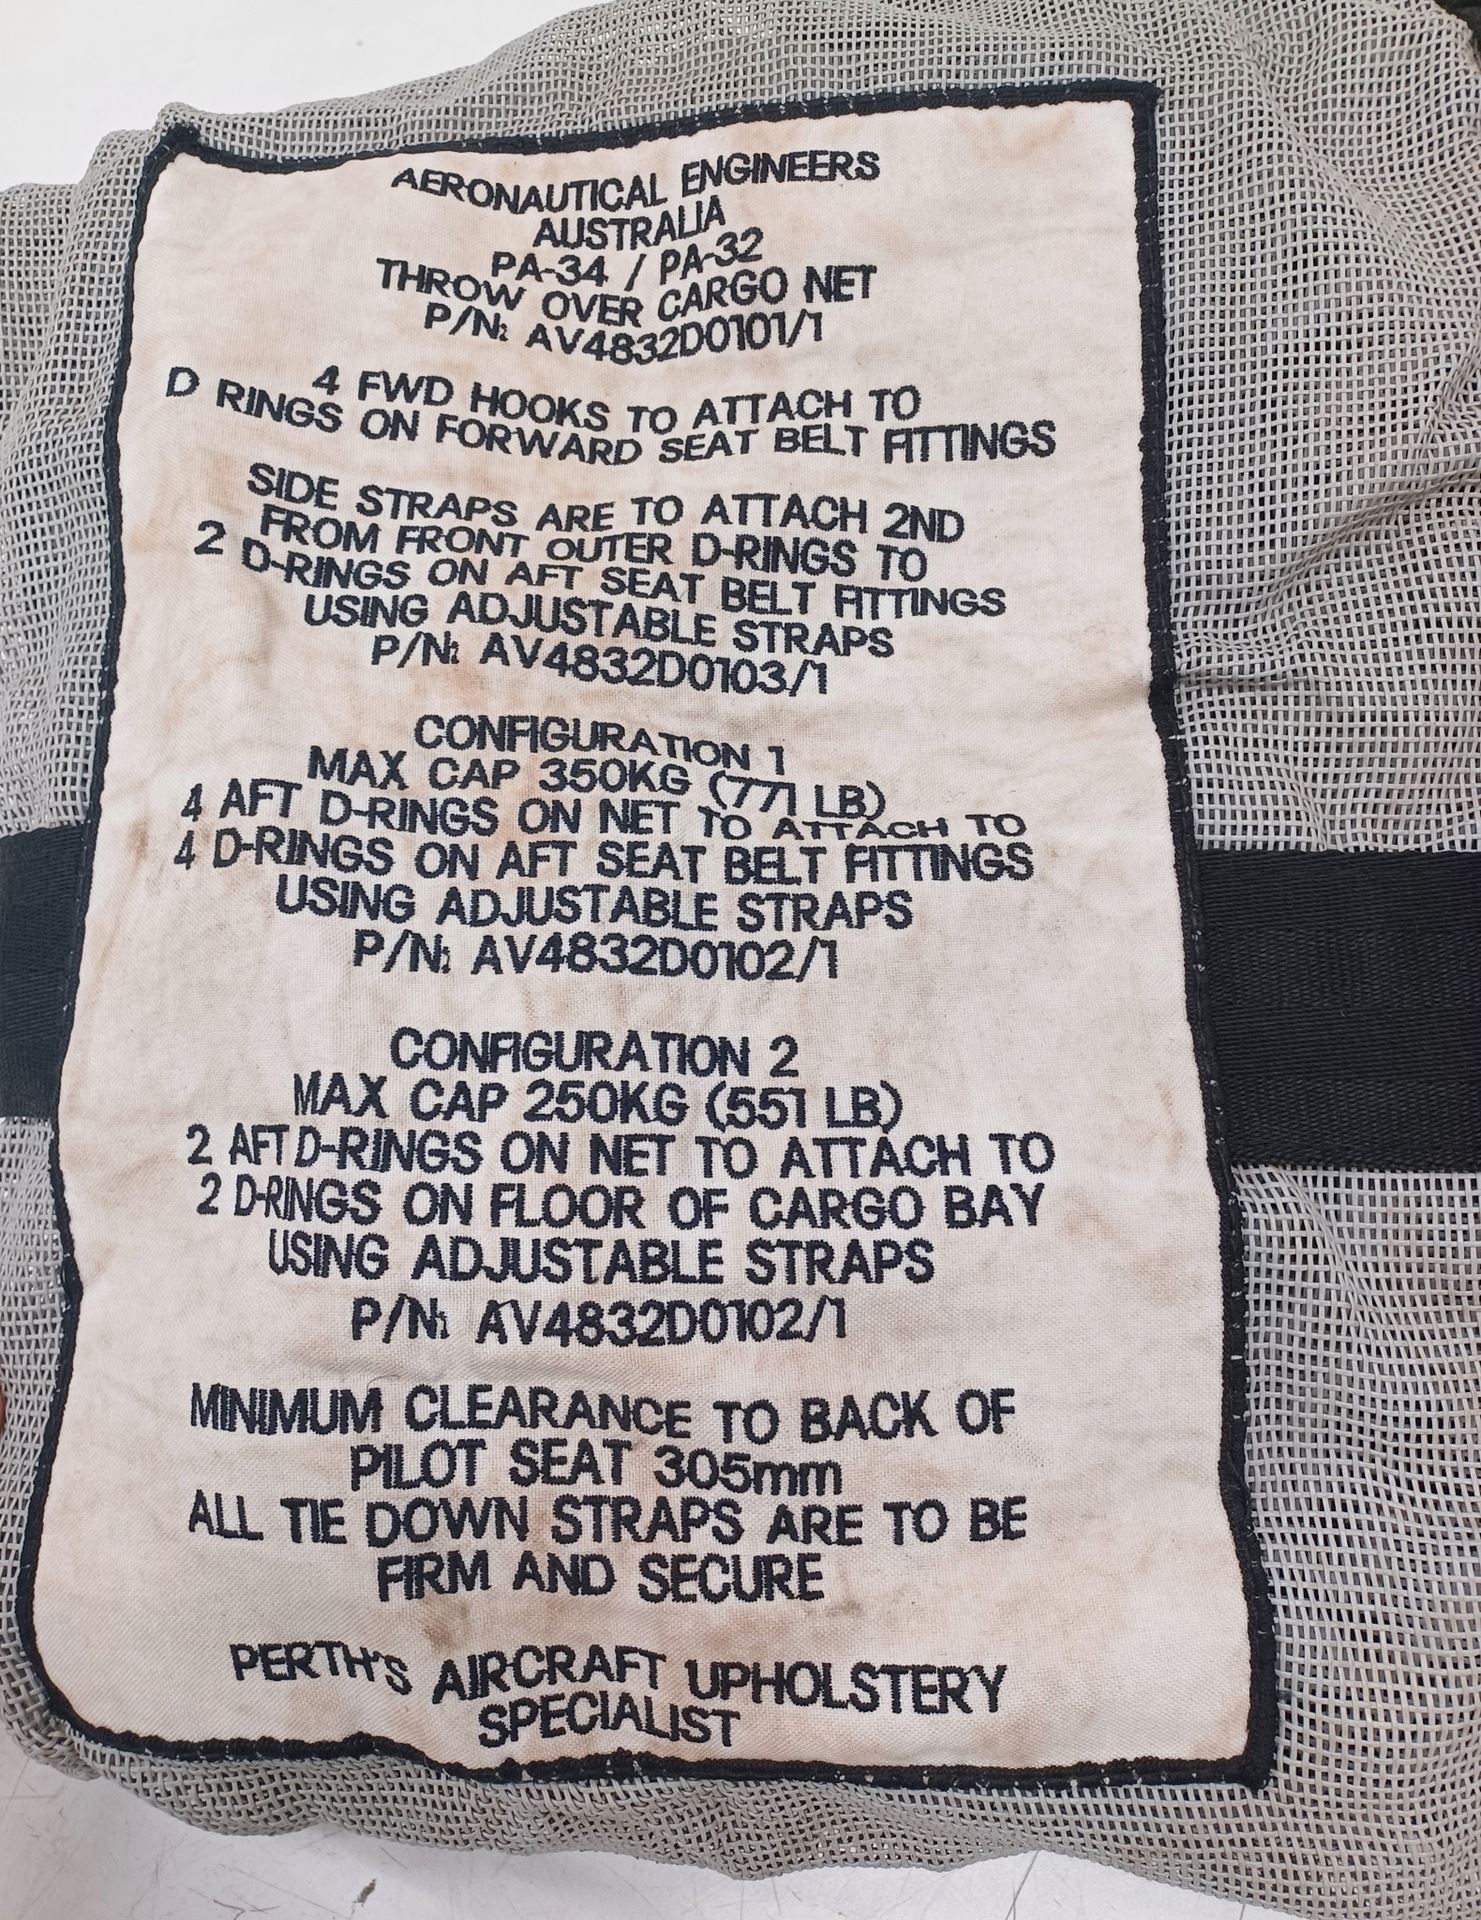 AERONAUTICAL ENGINEERS
AUSTRALIA
PA-34 / PA-32
THROW OVER CARGO NET
P/N: AV4832D0101/1
4 FWD HOOKS TO ATTACH TO
D RINGS ON FORWARD SEAT BELT FITTINGS
SIDE STRAPS ARE TO ATTACH 2ND
FROM FRONT OUTER D-RINGS TO
2 D-RINGS ON AFT SEAT BELT FITTINGS
USING ADJUSTABLE STRAPS
P/N: AV4832D0103/1
CONFIGURATION 1
MAX CAP 350KG (771 LB)
4 AFT D-RINGS ON NET TO ATTACH TO
4 D-RINGS ON AFT SEAT BELT FITTINGS
USING ADJUSTABLE STRAPS
P/N: AV4832D0102/1
CONFIGURATION 2
MAX CAP 250KG (551 LB)
2 AFT D-RINGS ON NET TO ATTACH TO
2 D-RINGS ON FLOOR OF CARGO BAY
USING ADJUSTABLE STRAPS
P/N: AV4832D0102/1
MINIMUM CLEARANCE TO BACK OF
PILOT SEAT 305mm
ALL TIE DOWN STRAPS ARE TO BE
FIRM AND SECURE
PERTH'S AIRCRAFT UPHOLSTERY
SPECIALIST